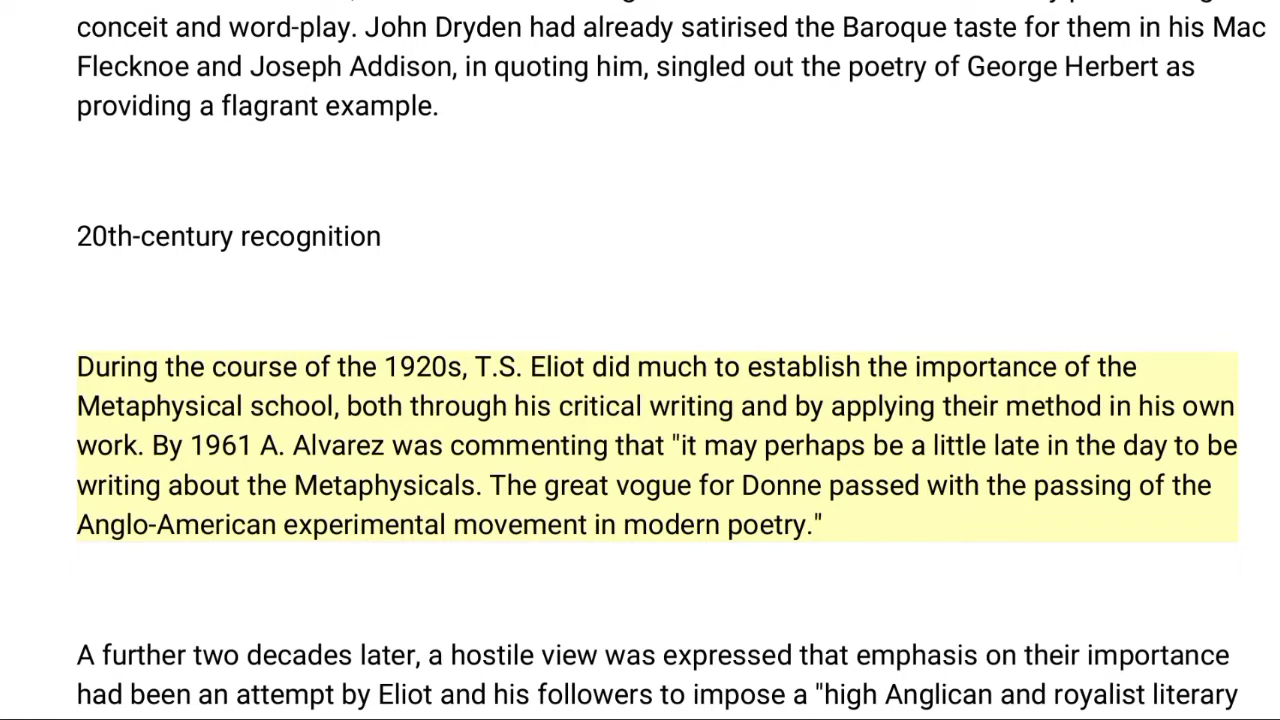 conceit and word-play. John Dryden had already satirised the Baroque taste for them in his Mac
Flecknoe and Joseph Addison, in quoting him, singled out the poetry of George Herbert as
providing a flagrant example.
20th-century recognition
During the course of the 1920s, T.S. Eliot did much to establish the importance of the
Metaphysical school, both through his critical writing and by applying their method in his own
work. By 1961 A. Alvarez was commenting that "it may perhaps be a little late in the day to be
writing about the Metaphysicals. The great vogue for Donne passed with the passing of the
Anglo-American experimental movement in modern poetry."
A further two decades later, a hostile view was expressed that emphasis on their importance
had been an attempt by Eliot and his followers to impose a "high Anglican and royalist literary